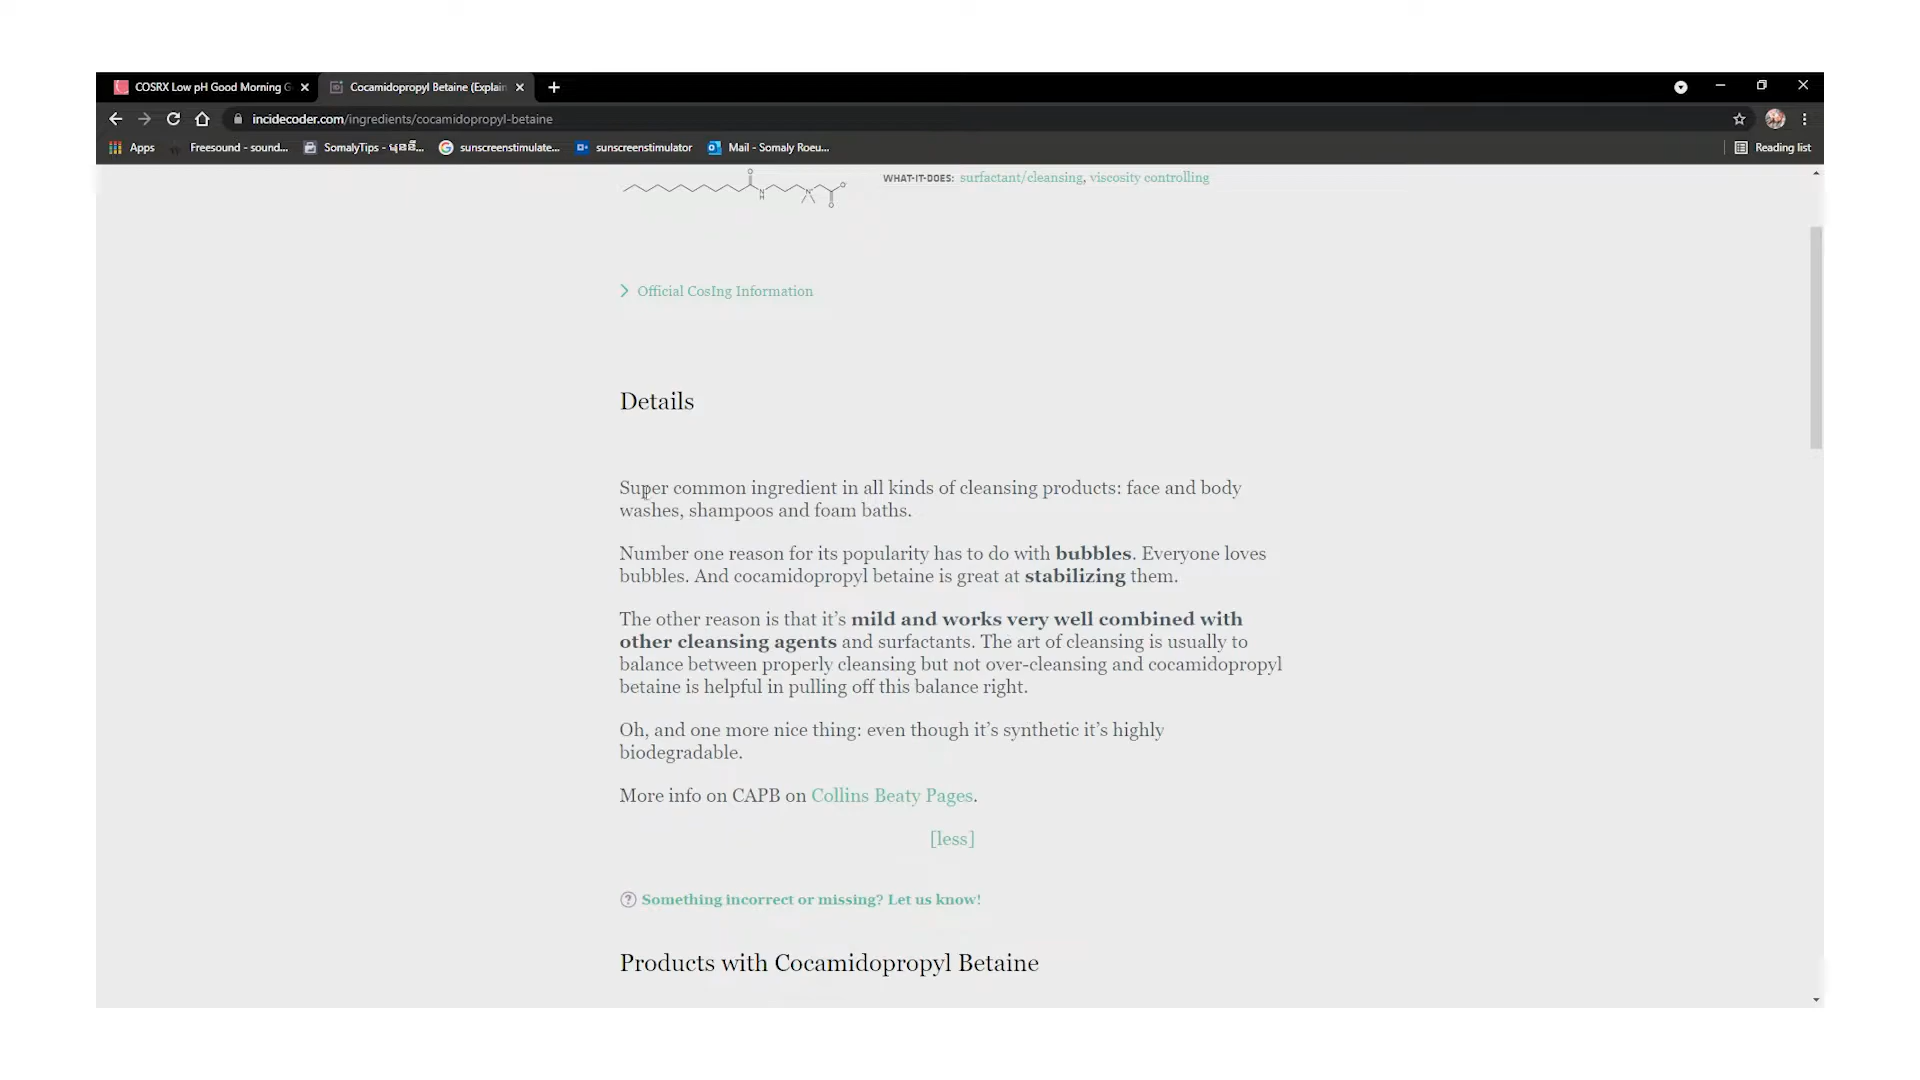 COSRX Low pH Good Morning G
Cocamidopropyl Betaine (Explain
incidecoder.com/ingredients/cocamidopropyl-betaine
Apps
Freesound - sound...
SomalyTips -
sunscreenstimulate...
sunscreenstimulator
Mail - Somaly Roeu...
Reading list
WHAT-IT-DOES: surfactant/cleansing, viscosity controlling
Official CosIng Information
Details
Super common ingredient in all kinds of cleansing products: face and body
washes, shampoos and foam baths.
Number one reason for its popularity has to do with bubbles. Everyone loves
bubbles. And cocamidopropyl betaine is great at stabilizing them.
The other reason is that it’s mild and works very well combined with
other cleansing agents and surfactants. The art of cleansing is usually to
balance between properly cleansing but not over-cleansing and cocamidopropyl
betaine is helpful in pulling off this balance right.
Oh, and one more nice thing: even though it’s synthetic it’s highly
biodegradable.
More info on CAPB on Collins Beaty Pages.
[less]
Something incorrect or missing? Let us know!
Products with Cocamidopropyl Betaine